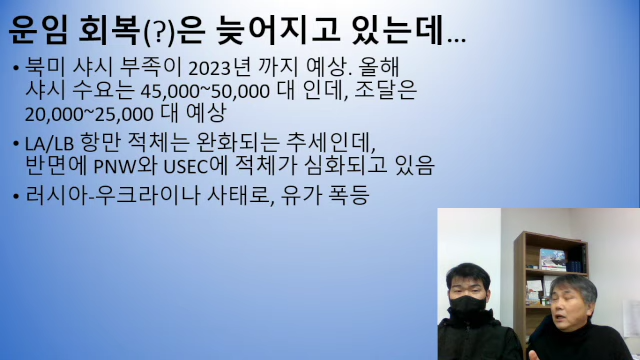 운임 회복(?)은 늦어지고 있는데...
• 북미 샤시 부족이 2023년 까지 예상. 올해
샤시 수요는 45,000~50,000 대 인데, 조달은
20,000~25,000 대 예상
• LA/LB 항만 적체는 완화되는 추세인데,
반면에 PNW와 USEC에 적체가 심화되고 있음
• 러시아-우크라이나 사태로, 유가 폭등